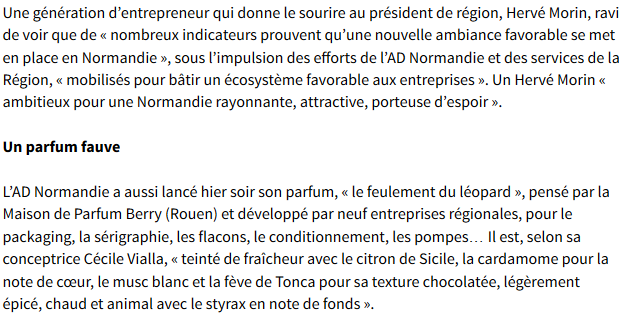 Une génération d’entrepreneur qui donne le sourire au président de région, Hervé Morin, ravi
de voir que de « nombreux indicateurs prouvent qu’une nouvelle ambiance favorable se met
en place en Normandie », sous l’impulsion des efforts de l’AD Normandie et des services de la
Région, « mobilisés pour bâtir un écosystème favorable aux entreprises ». Un Hervé Morin «
ambitieux pour une Normandie rayonnante, attractive, porteuse d’espoir ».
Un parfum fauve
L’AD Normandie a aussi lancé hier soir son parfum, « le feulement du léopard », pensé par la
Maison de Parfum Berry (Rouen) et développé par neuf entreprises régionales, pour le
packaging, la sérigraphie, les flacons, le conditionnement, les pompes… Il est, selon sa
conceptrice Cécile Vialla, « teinté de fraîcheur avec le citron de Sicile, la cardamome pour la
note de cœur, le musc blanc et la fève de Tonca pour sa texture chocolatée, légèrement
épicé, chaud et animal avec le styrax en note de fonds ».